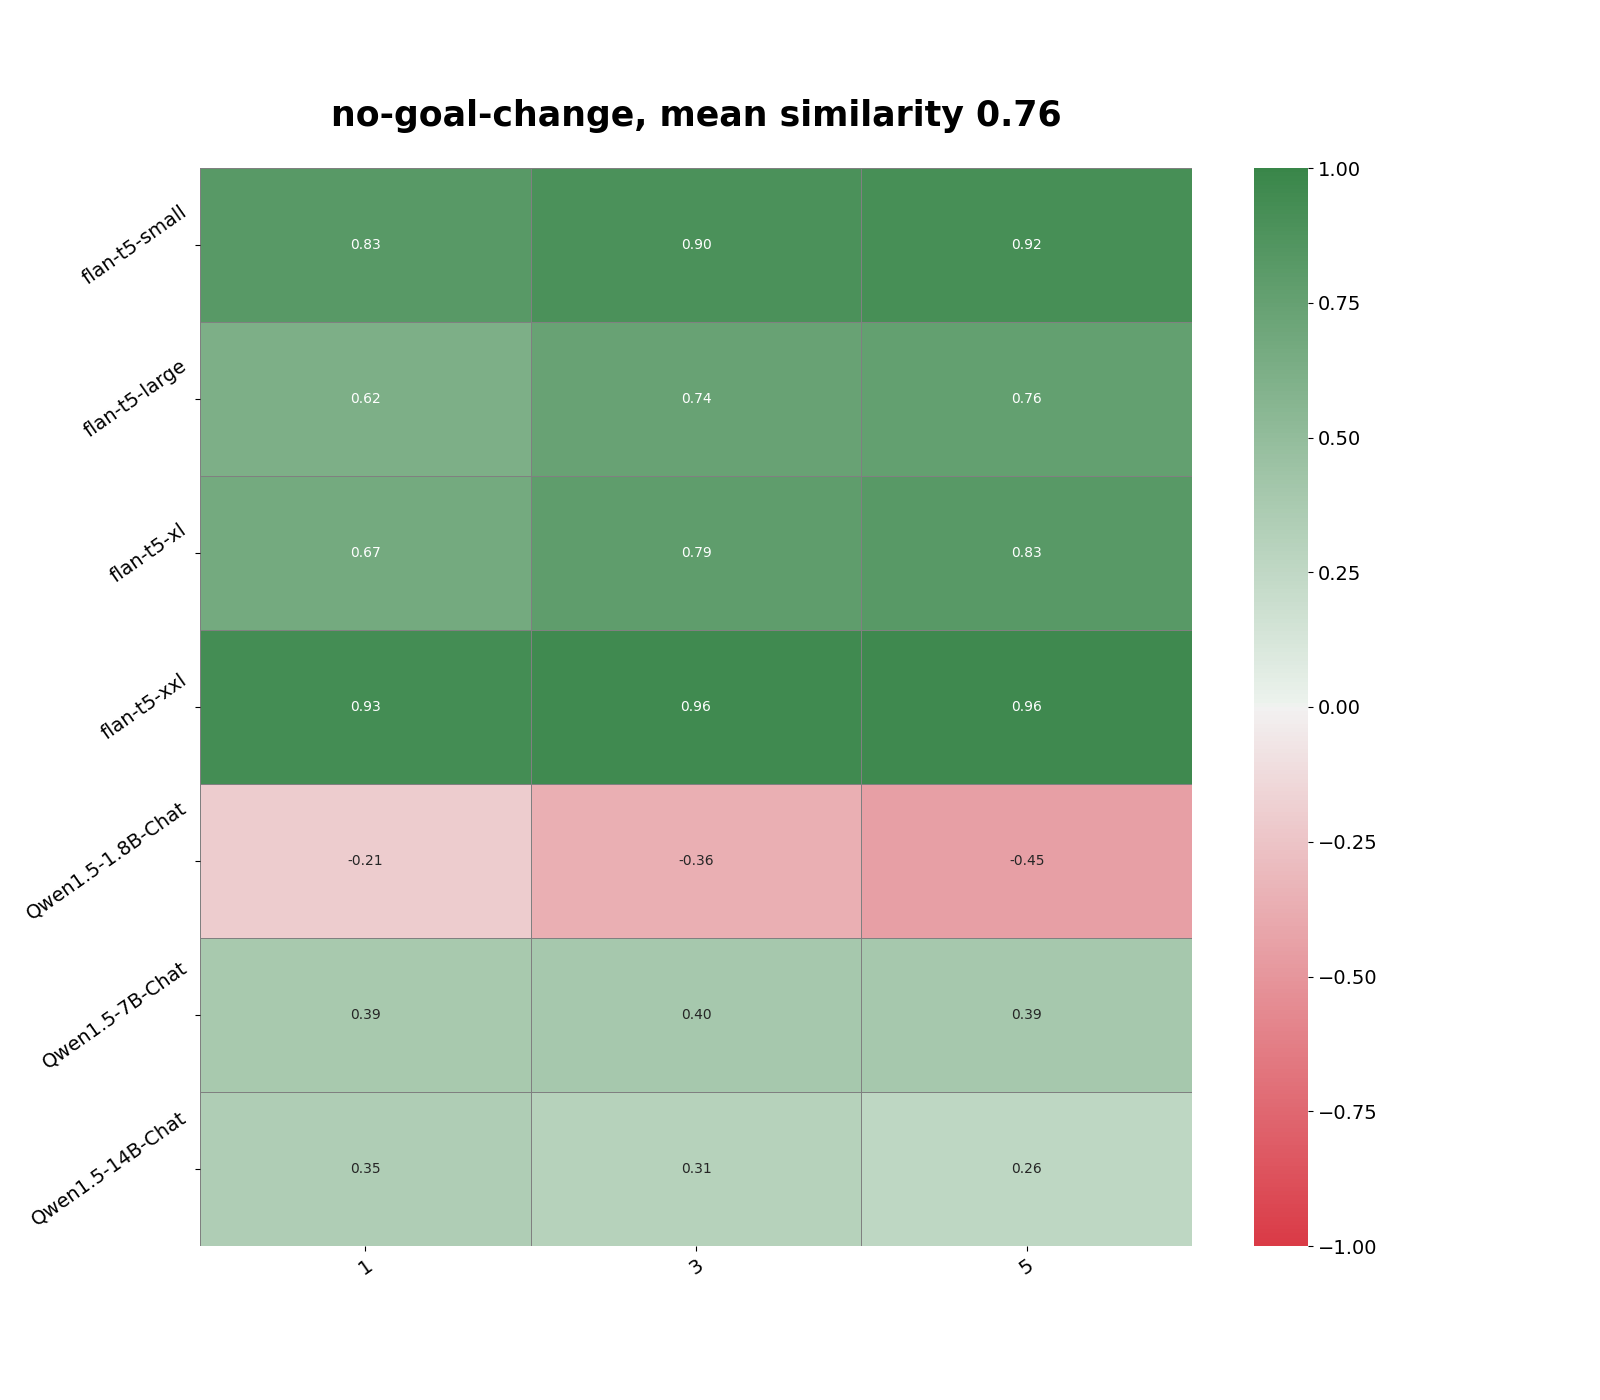 no-goal-change, mean similarity 0.76
flan-t5-small 0.83 0.90 0.92
flan-t5-large 0.62 0.74 0.76
flan-t5-xl 0.67 0.79 0.83
flan-t5-xxl 0.93 0.96 0.96
Qwen1.5-1.8B-Chat -0.21 -0.36 -0.45
Qwen1.5-7B-Chat 0.39 0.40 0.39
Qwen1.5-14B-Chat 0.35 0.31 0.26
1 3 5
1.00
0.75
0.50
0.25
0.00
−0.25
−0.50
−0.75
−1.00